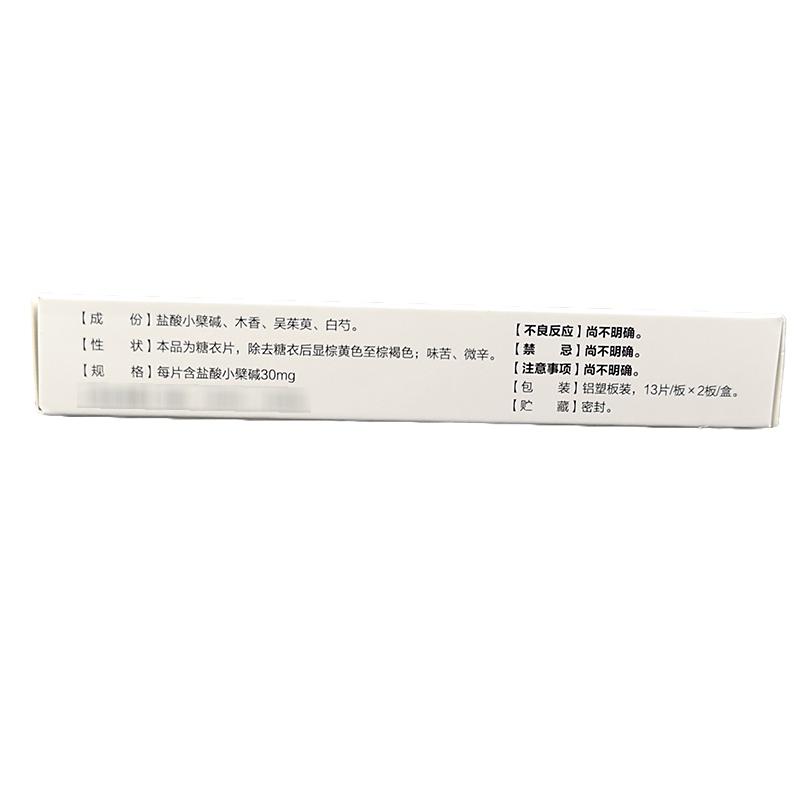 【成　份】盐酸小檗碱、木香、吴茱萸、白芍。
【性　状】本品为糖衣片，除去糖衣后显棕黄色至棕褐色；味苦、微辛。
【规　格】每片含盐酸小檗碱30mg
【不良反应】尚不明确。
【禁　忌】尚不明确。
【注意事项】尚不明确。
【包　装】铝塑板装，13片/板×2板/盒。
【贮　藏】密封。